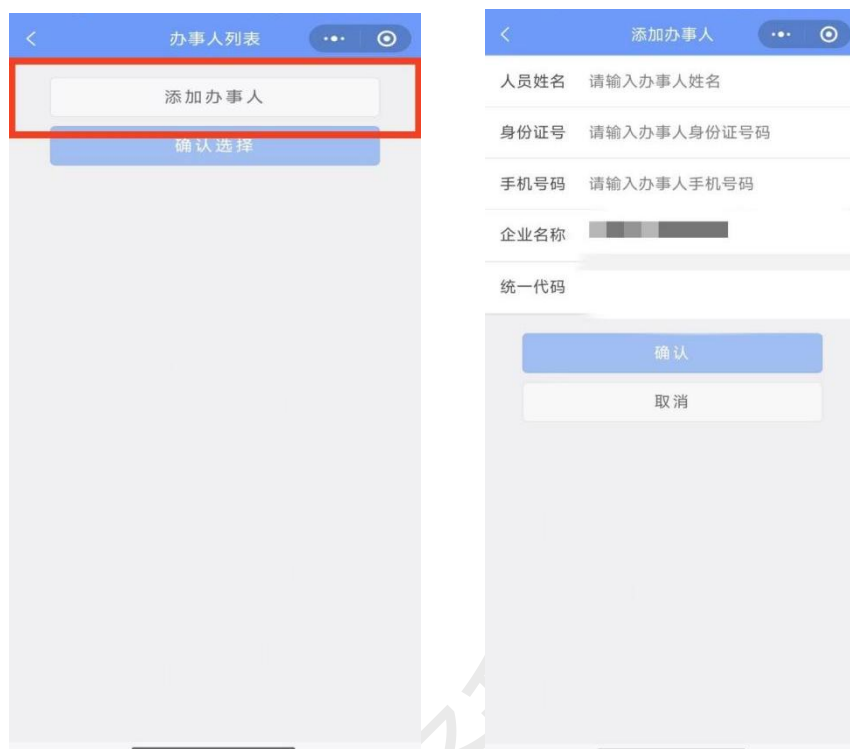 办事人列表
添加办事人
确认选择
添加办事人
人员姓名 请输入办事人姓名
身份证号 请输入办事人身份证号码
手机号码 请输入办事人手机号码
企业名称
统一代码
确认
取消